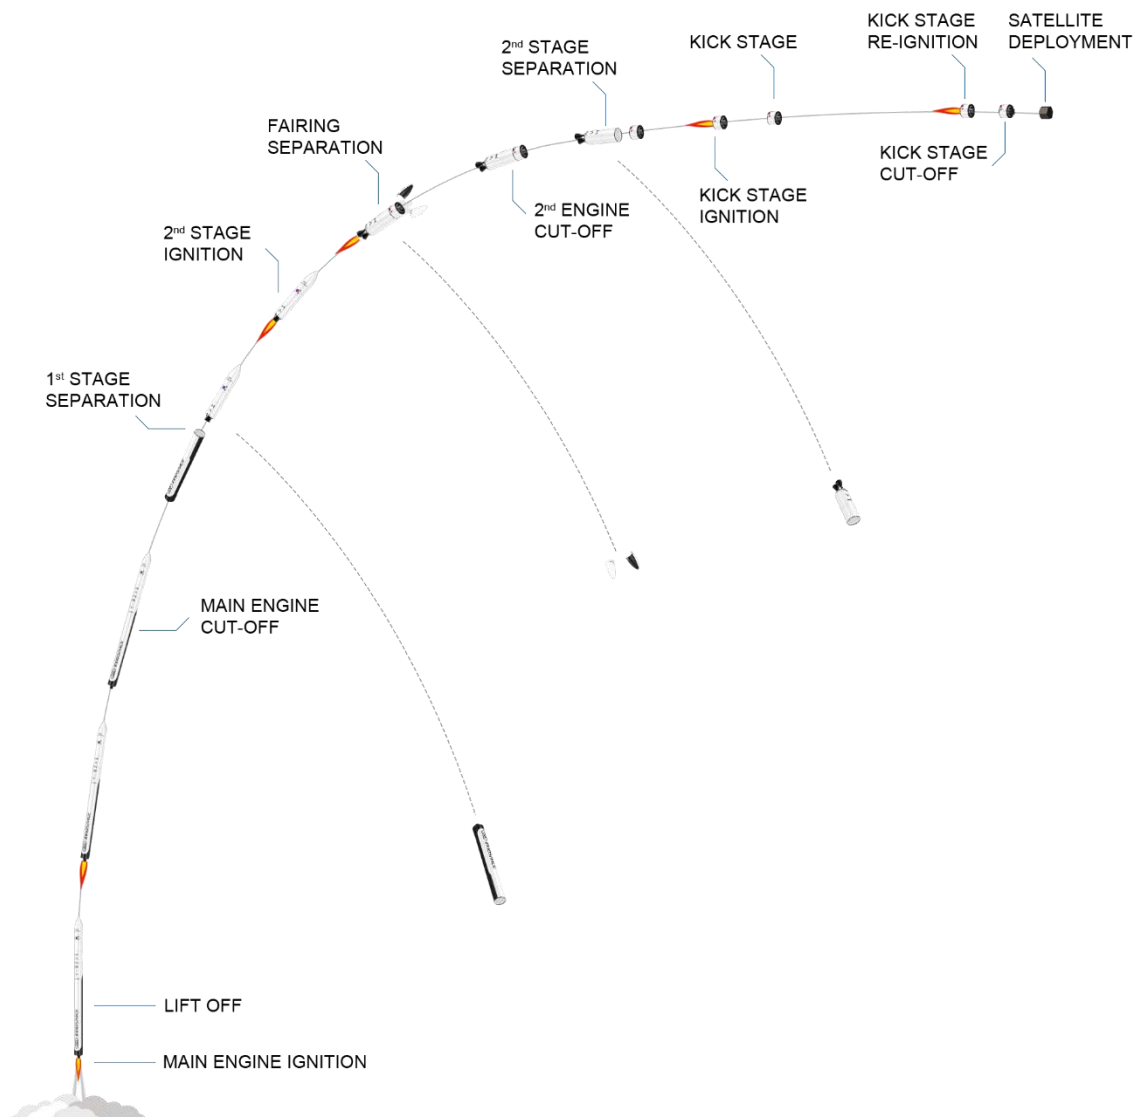 KICK STAGE
RE-IGNITION
SATELLITE
DEPLOYMENT
2nd STAGE
SEPARATION
KICK STAGE
FAIRING
SEPARATION
KICK STAGE
CUT-OFF
KICK STAGE
IGNITION
2nd ENGINE
CUT-OFF
2nd STAGE
IGNITION
1st STAGE
SEPARATION
MAIN ENGINE
CUT-OFF
LIFT OFF
MAIN ENGINE IGNITION